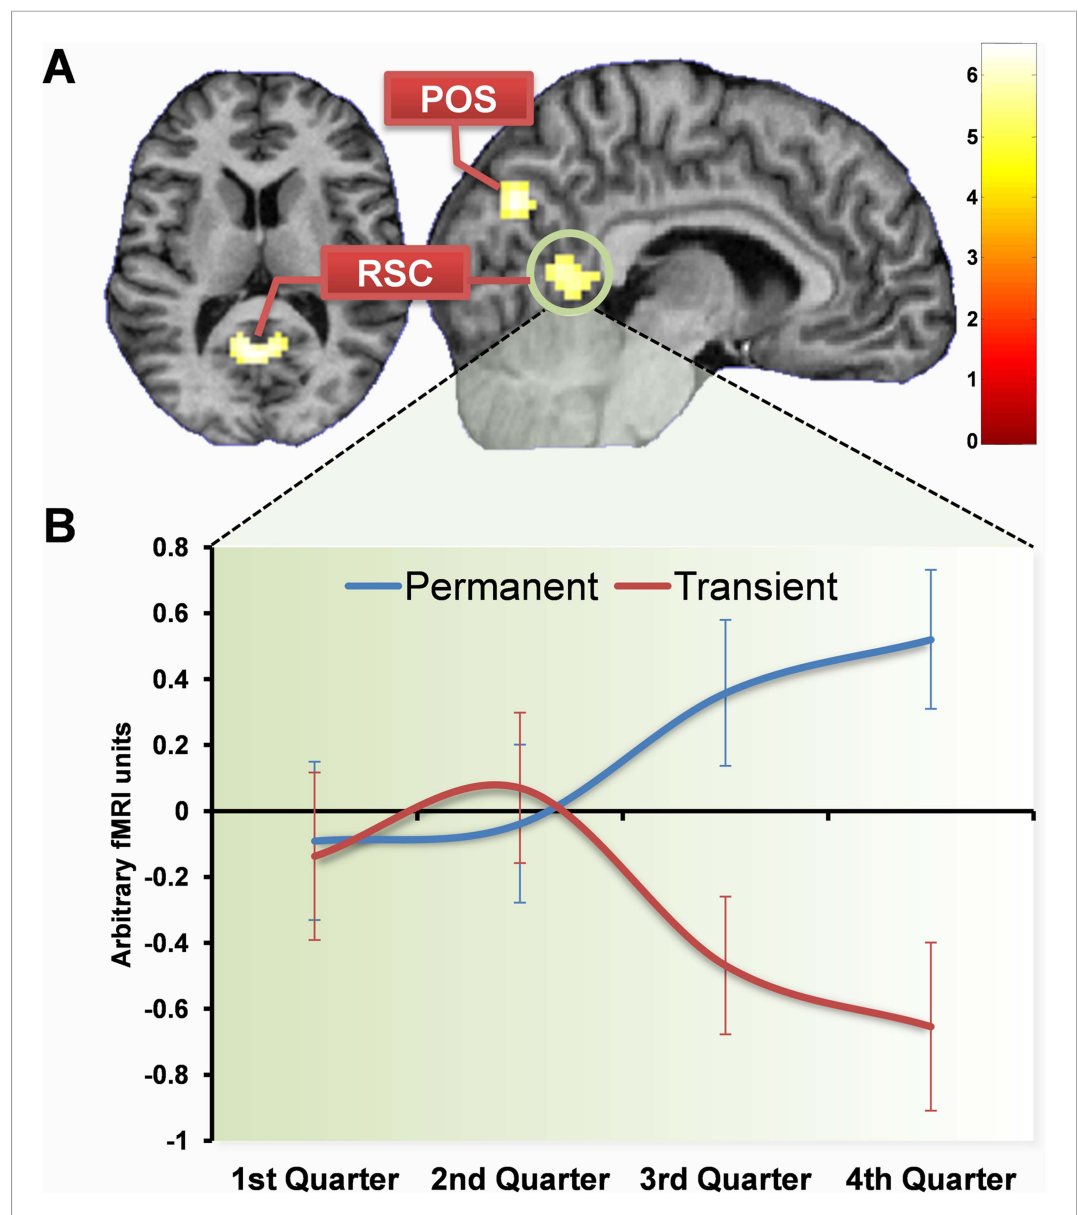 A
POS
RSC
6
5
4
3
2
1
0
B
Permanent
Transient
Arbitrary fMRI units
0.8
0.6
0.4
0.2
0
-0.2
-0.4
-0.6
-0.8
-1
1st Quarter
2nd Quarter
3rd Quarter
4th Quarter